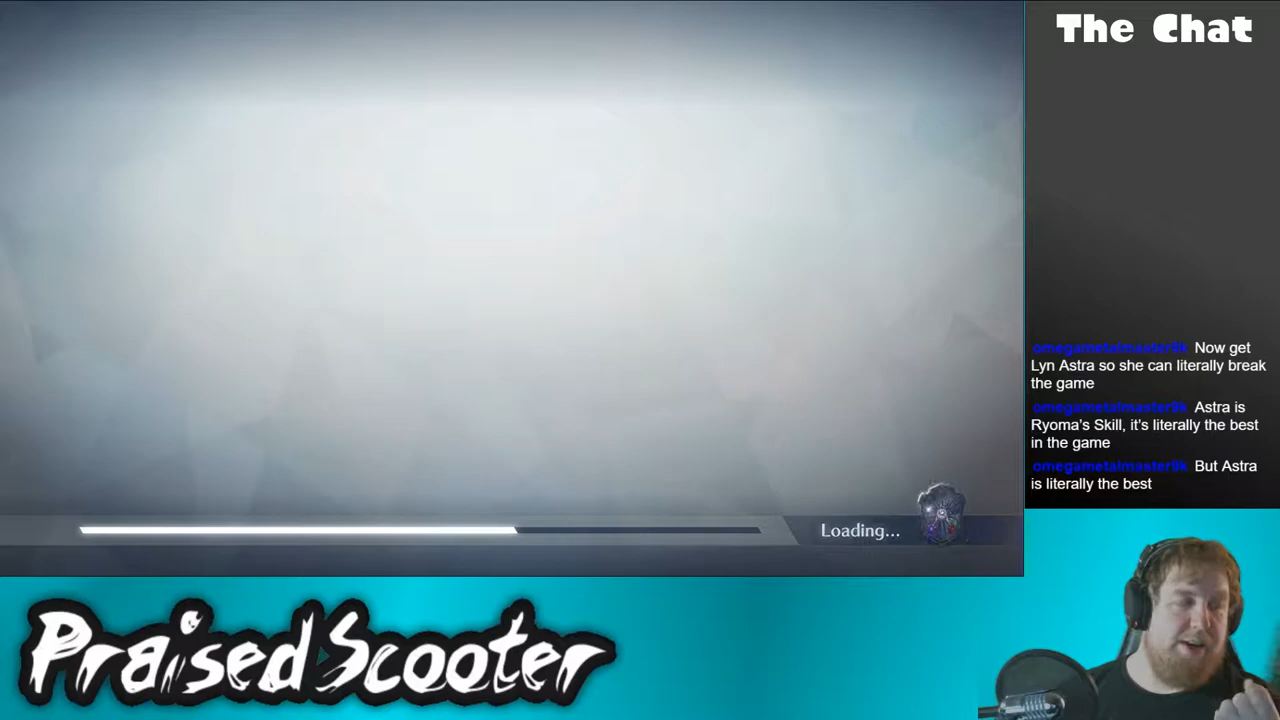 The Chat
omegametalmaster9k Now get
Lyn Astra so she can literally break
the game
omegametalmaster9k Astra is
Ryoma's Skill, it's literally the best
in the game
omegametalmaster9k But Astra
is literally the best
Loading...
PraisedScooter